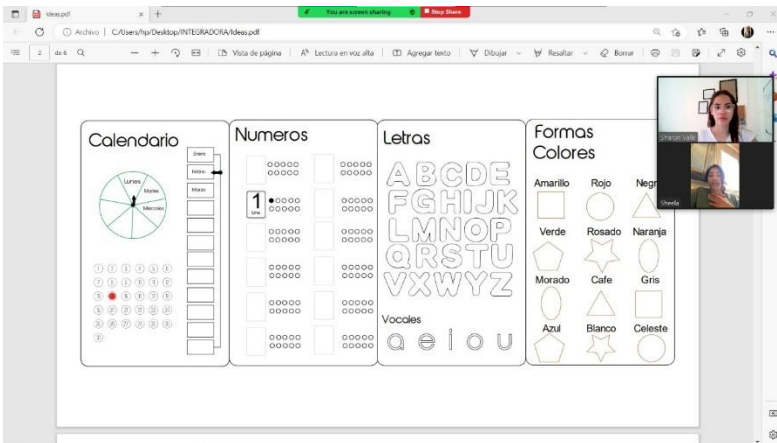 Ideas.pdf
You are screen sharing
Stop Share
Archivo
C:/Users/hp/Desktop/INTEGRADORA/Ideas.pdf
2
de 6
Vista de página
Lectura en voz alta
Agregar texto
Dibujar
Resaltar
Borrar
Calendario
Lunes
Martes
Miercoles
Enero
Febrero
Marzo
Numeros
1
Uno
Letras
ABCDE
FGHIJK
LMNOP
QRSTU
VXWYZ
Vocales
a e i o u
Formas
Colores
Amarillo Rojo Negr
Verde Rosado Naranja
Morado Cafe Gris
Azul Blanco Celeste
Sharon Valle
Sheela